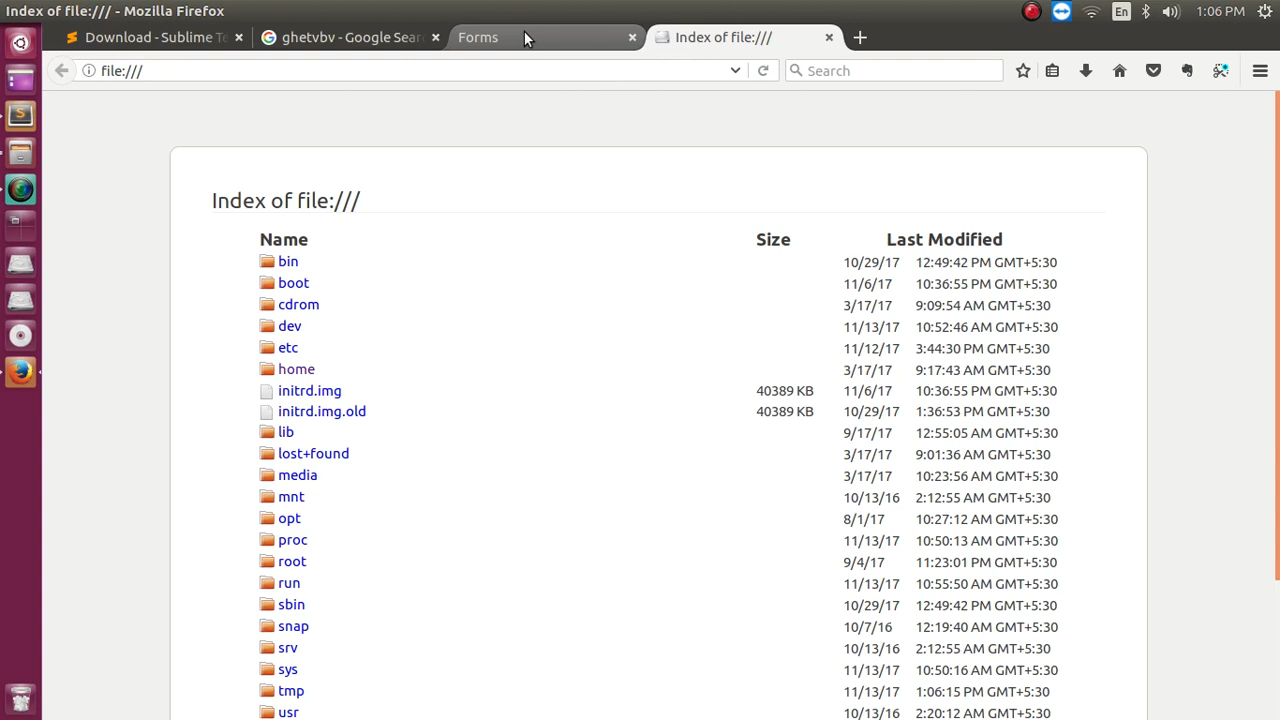 Index of file:/// - Mozilla Firefox
En
1:06 PM
Download - Sublime Te
ghetvbv - Google Sear
Forms
Index of file:///
file:///
Search
Index of file:///
Name Size Last Modified
bin 10/29/17 12:49:42 PM GMT+5:30
boot 11/6/17 10:36:55 PM GMT+5:30
cdrom 3/17/17 9:09:54 AM GMT+5:30
dev 11/13/17 10:52:46 AM GMT+5:30
etc 11/12/17 3:44:30 PM GMT+5:30
home 3/17/17 9:17:43 AM GMT+5:30
initrd.img 40389 KB 11/6/17 10:36:55 PM GMT+5:30
initrd.img.old 40389 KB 10/29/17 1:36:53 PM GMT+5:30
lib 9/17/17 12:55:05 AM GMT+5:30
lost+found 3/17/17 9:01:36 AM GMT+5:30
media 3/17/17 10:23:56 AM GMT+5:30
mnt 10/13/16 2:12:55 AM GMT+5:30
opt 8/1/17 10:27:12 AM GMT+5:30
proc 11/13/17 10:50:13 AM GMT+5:30
root 9/4/17 11:23:01 PM GMT+5:30
run 11/13/17 10:55:50 AM GMT+5:30
sbin 10/29/17 12:49:42 PM GMT+5:30
snap 10/7/16 12:19:40 AM GMT+5:30
srv 10/13/16 2:12:55 AM GMT+5:30
sys 11/13/17 10:50:16 AM GMT+5:30
tmp 11/13/17 1:06:15 PM GMT+5:30
usr 10/13/16 2:20:12 AM GMT+5:30